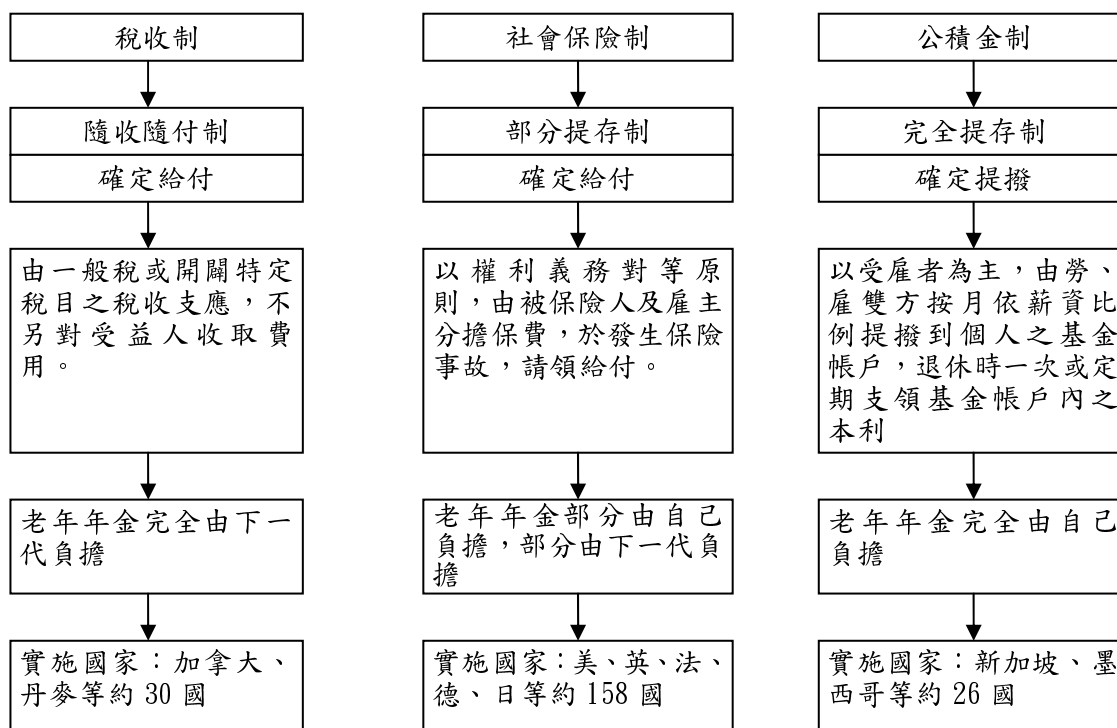 稅收制
隨收隨付制
確定給付
由一般稅或開闢特定
稅目之稅收支應，不
另對受益人收取費
用。
老年年金完全由下一
代負擔
實施國家：加拿大、
丹麥等約 30 國
社會保險制
部分提存制
確定給付
以權利義務對等原
則，由被保險人及雇主
分擔保費，於發生保險
事故，請領給付。
老年年金部分由自己
負擔，部分由下一代負
擔
實施國家：美、英、法、
德、日等約 158 國
公積金制
完全提存制
確定提撥
以受雇者為主，由勞、
雇雙方按月依薪資比
例提撥到個人之基金
帳戶，退休時一次或定
期支領基金帳戶內之
本利
老年年金完全由自己
負擔
實施國家：新加坡、墨
西哥等約 26 國